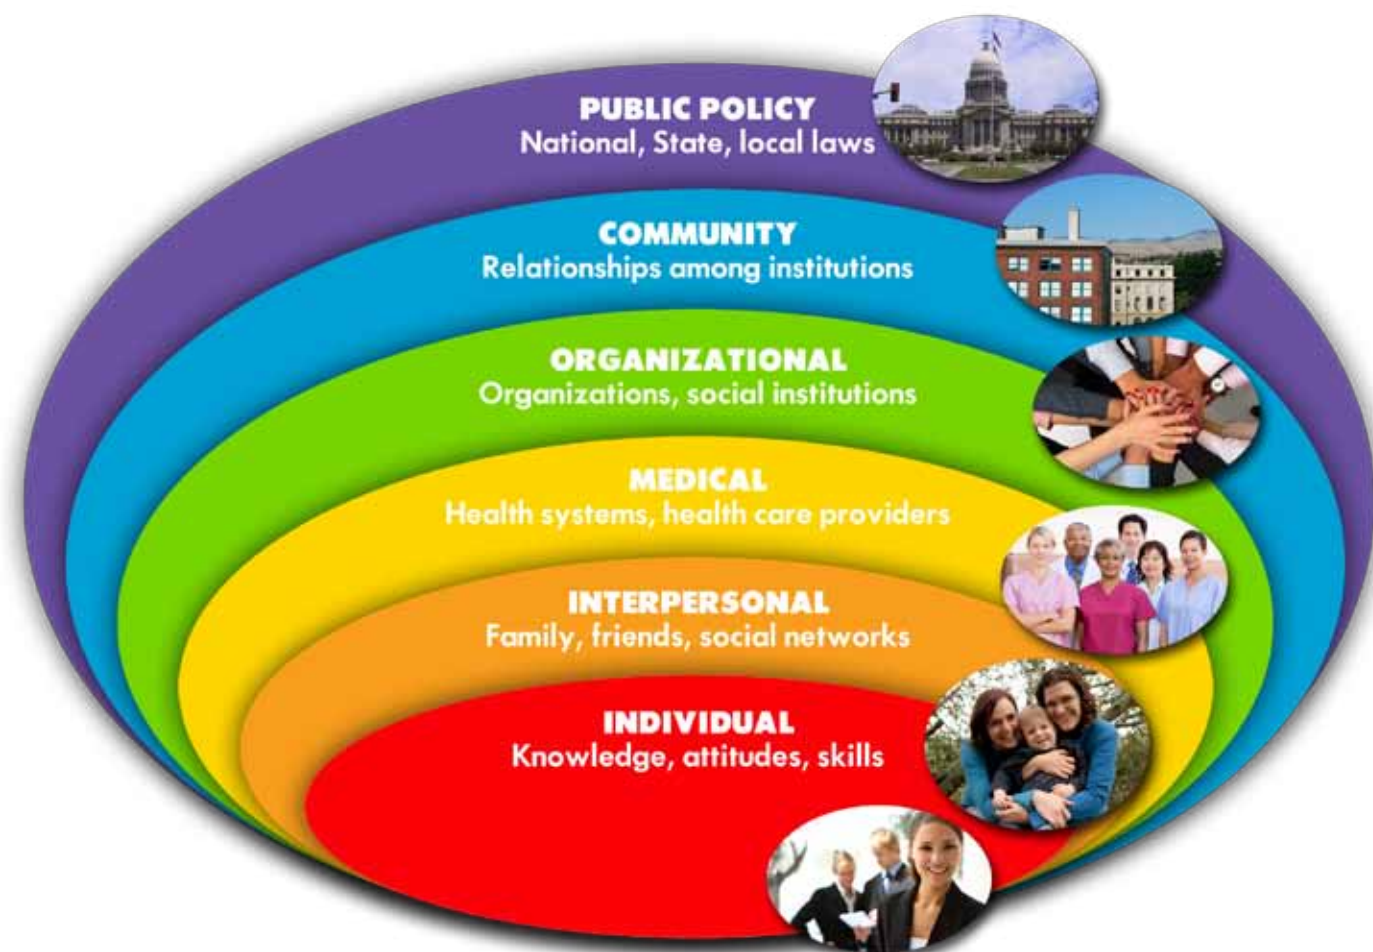 PUBLIC POLICY
National, State, local laws
COMMUNITY
Relationships among institutions
ORGANIZATIONAL
Organizations, social institutions
MEDICAL
Health systems, health care providers
INTERPERSONAL
Family, friends, social networks
INDIVIDUAL
Knowledge, attitudes, skills